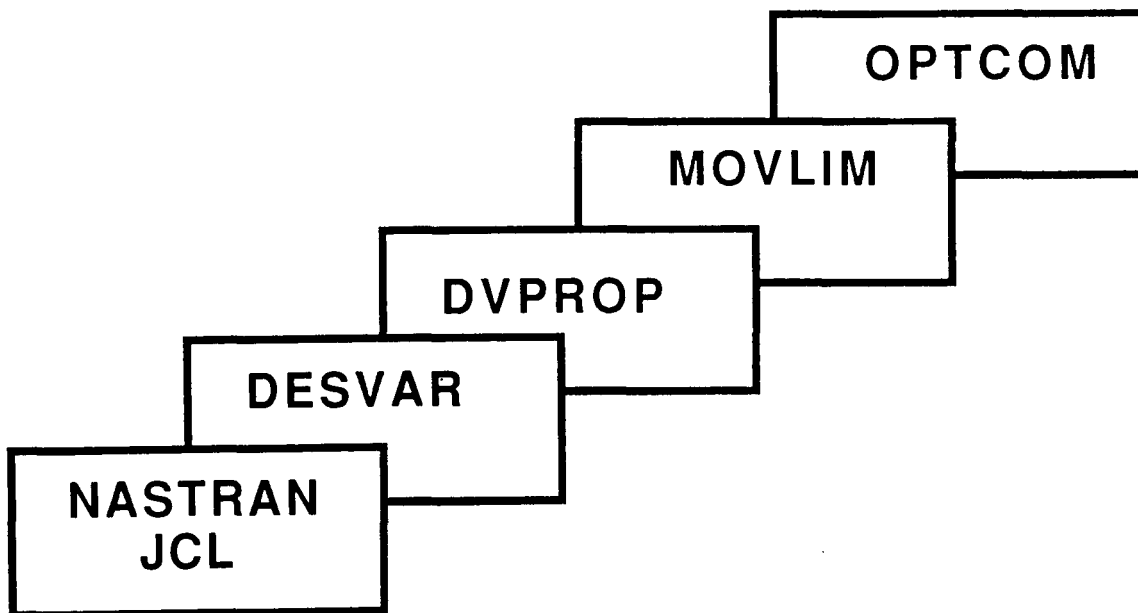 OPTCOM
MOVLIM
DVPROP
DESVAR
NASTRAN
JCL